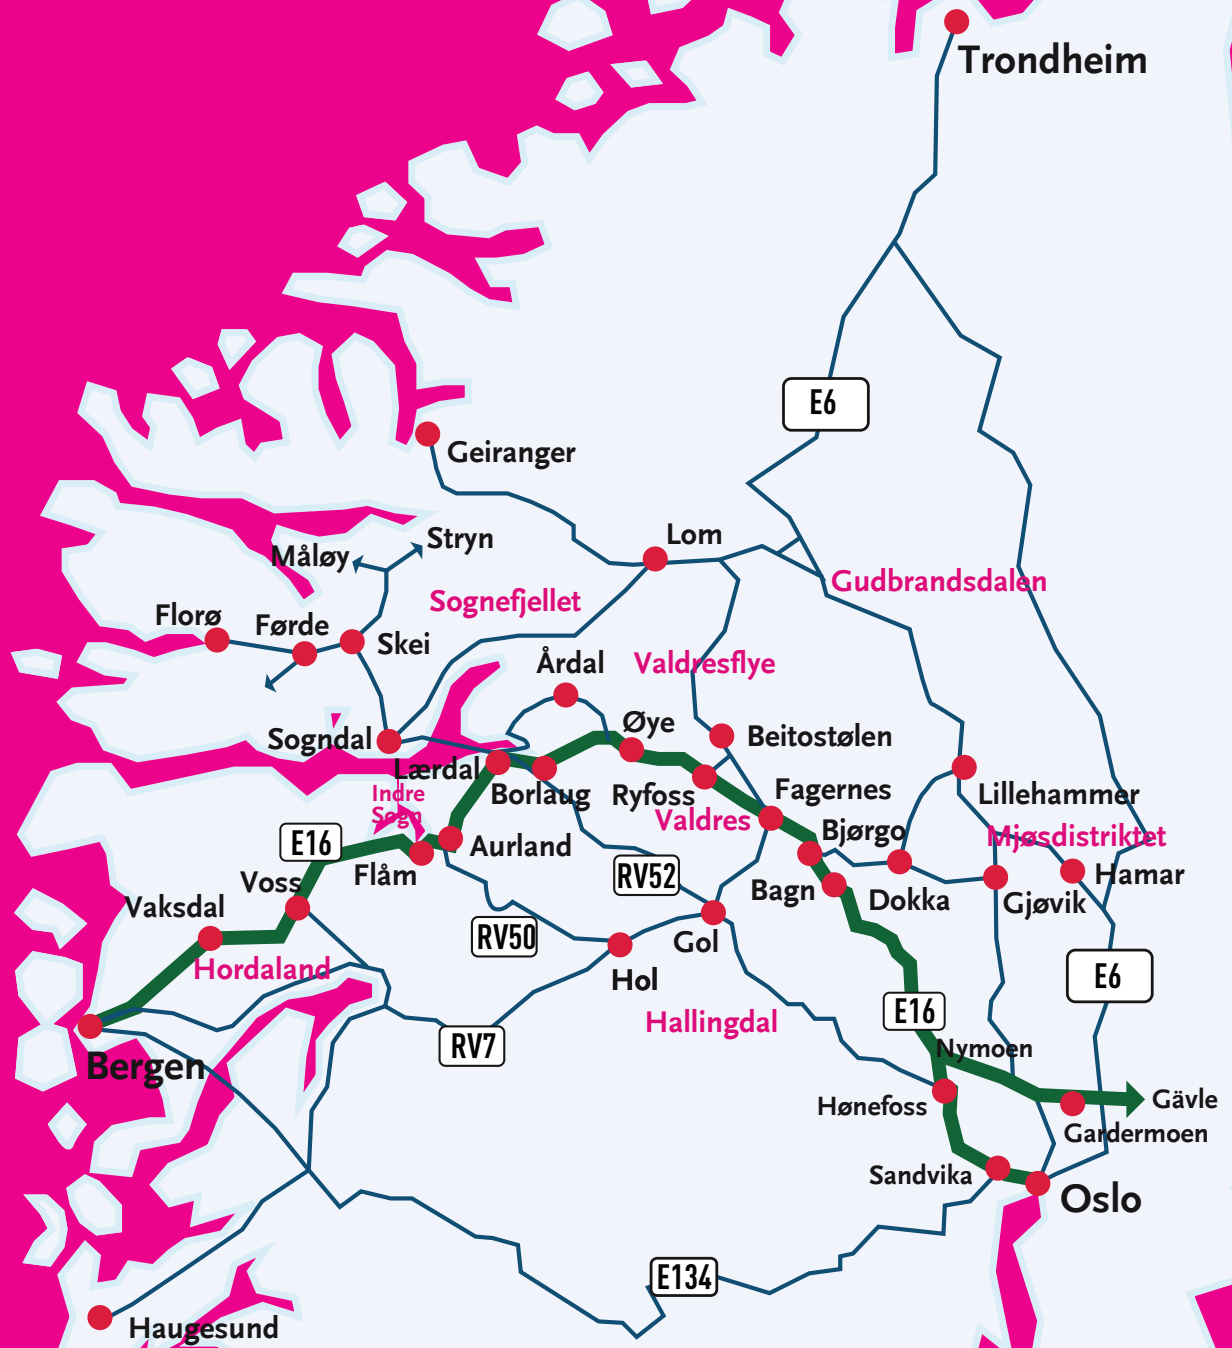 Trondheim
E6
Geiranger
Stryn
Lom
Måløy
Gudbrandsdalen
Sognefjellet
Florø
Førde
Skei
Årdal
Valdresflye
Øye
Sogndal
Beitostølen
Lærdal
Indre
Sogn
Borlaug
Ryfoss
Fagernes
Lillehammer
Valdres
Bjørgo
Mjøsdistriktet
E16
Aurland
Flåm
RV52
Voss
Hamar
Bagn
Dokka
Gjøvik
Vaksdal
RV50
Gol
Hordaland
Hol
E6
E16
Hallingdal
RV7
Nymoen
Bergen
Hønefoss
Gävle
Gardermoen
Sandvika
Oslo
E134
Haugesund